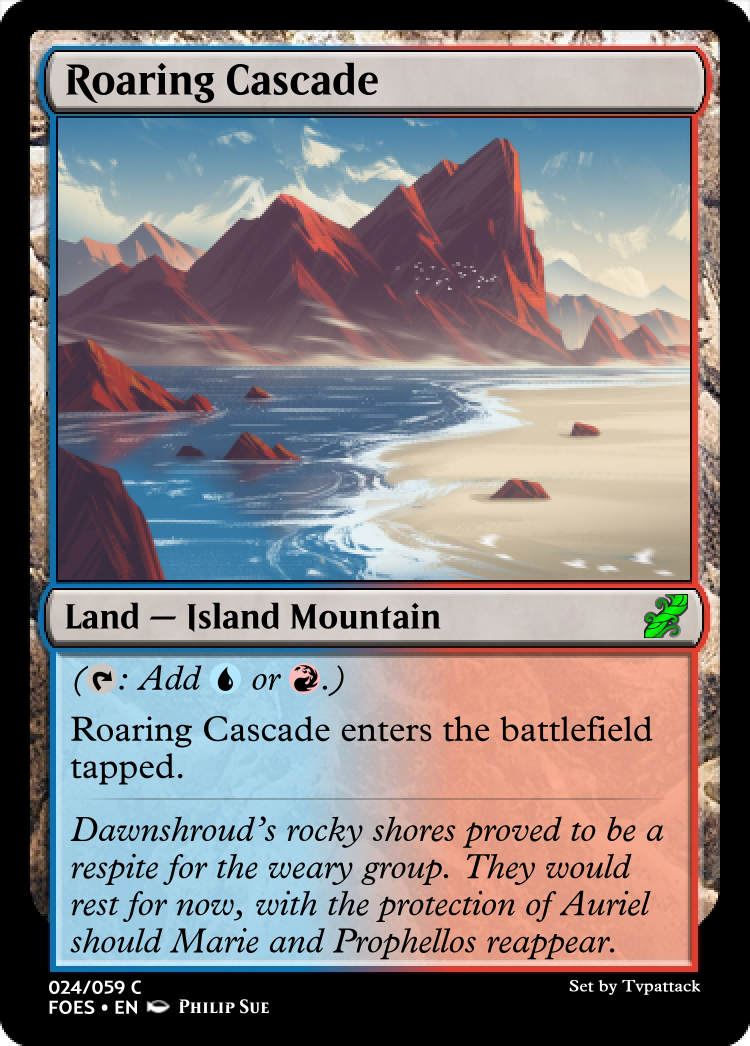 Roaring Cascade
Land — Island Mountain
(: Add or .)
Roaring Cascade enters the battlefield
tapped.
Dawnshroud's rocky shores proved to be a
respite for the weary group. They would
rest for now, with the protection of Auriel
should Marie and Prophellos reappear.
024/059 C
Set by Tvpattack
FOES • EN Philip Sue